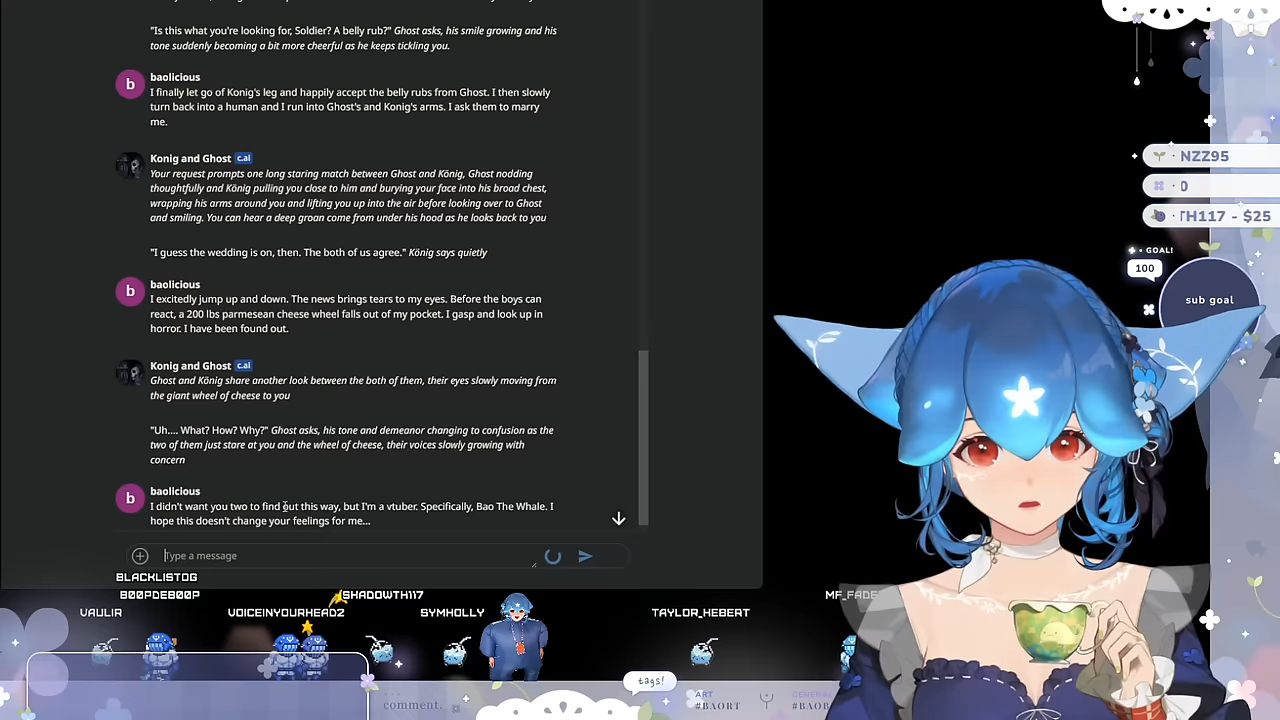 "Is this what you're looking for, Soldier? A belly rub?" Ghost asks, his smile growing and his
tone suddenly becoming a bit more cheerful as he keeps tickling you.
b
baolicious
I finally let go of Konig's leg and happily accept the belly rubs from Ghost. I then slowly
turn back into a human and I run into Ghost's and Konig's arms. I ask them to marry
me.
Konig and Ghost c.ai
Your request prompts one long staring match between Ghost and König, Ghost nodding
thoughtfully and König pulling you close to him and burying your face into his broad chest,
wrapping his arms around you and lifting you up into the air before looking over to Ghost
and smiling. You can hear a deep groan come from under his hood as he looks back to you
"I guess the wedding is on, then. The both of us agree." König says quietly
b
baolicious
I excitedly jump up and down. The news brings tears to my eyes. Before the boys can
react, a 200 lbs parmesean cheese wheel falls out of my pocket. I gasp and look up in
horror. I have been found out.
Konig and Ghost c.ai
Ghost and König share another look between the both of them, their eyes slowly moving from
the giant wheel of cheese to you
"Uh.... What? How? Why?" Ghost asks, his tone and demeanor changing to confusion as the
two of them just stare at you and the wheel of cheese, their voices slowly growing with
concern
b
baolicious
I didn't want you two to find out this way, but I'm a vtuber. Specifically, Bao The Whale. I
hope this doesn't change your feelings for me...
Type a message
· NZZ95
· 0
· TH117 - $25
• GOAL!
100
sub goal
BLACKLISTOG
B00PDEB00P
SHADOWTH117
VAULIR
VOICEINYOURHEAD2
SYMHOLLY
TAYLOR_HEBERT
MF_FADE
tags!
comment.
ART
#BAORT
GENERAL
#BAO